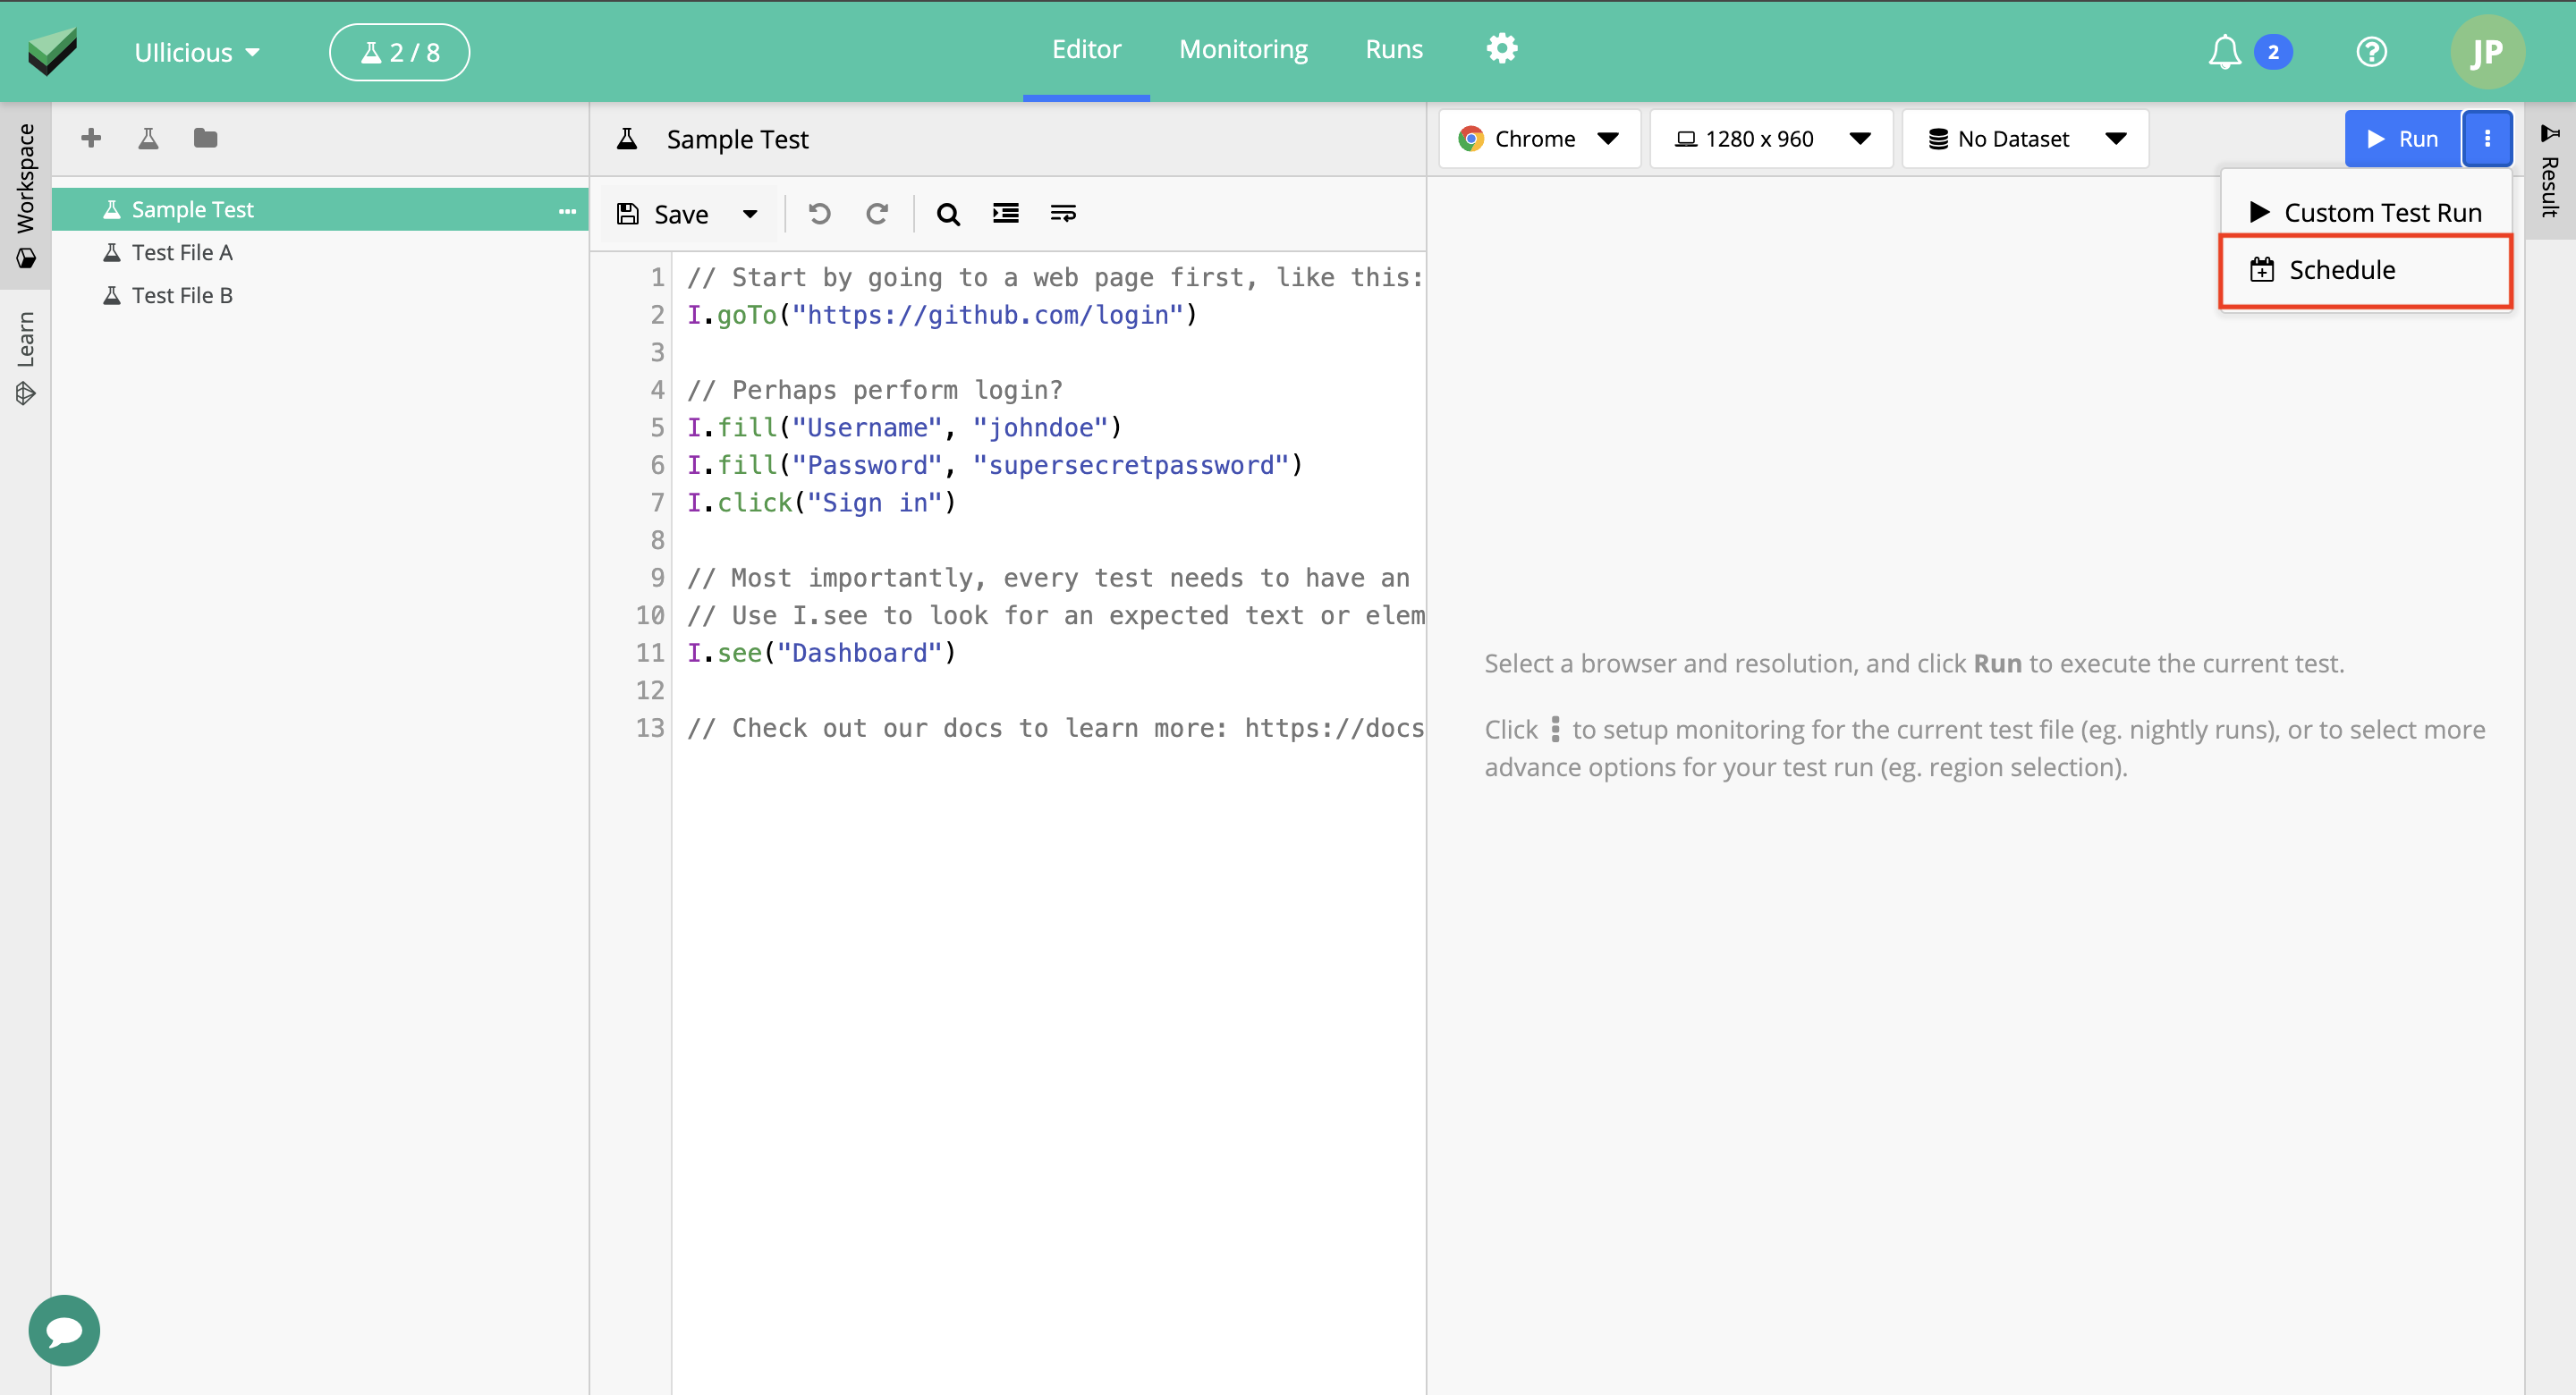 Ullicious
2 / 8
Editor
Monitoring
Runs
2
JP
Workspace
Learn
Sample Test
Test File A
Test File B
Sample Test
Save
1 // Start by going to a web page first, like this:
2 I.goTo("https://github.com/login")
3
4 // Perhaps perform login?
5 I.fill("Username", "johndoe")
6 I.fill("Password", "supersecretpassword")
7 I.click("Sign in")
8
9 // Most importantly, every test needs to have an
10 // Use I.see to look for an expected text or elem
11 I.see("Dashboard")
12
13 // Check out our docs to learn more: https://docs
Chrome
1280 x 960
No Dataset
Run
Custom Test Run
Schedule
Result
Select a browser and resolution, and click Run to execute the current test.
Click ⋮ to setup monitoring for the current test file (eg. nightly runs), or to select more
advance options for your test run (eg. region selection).